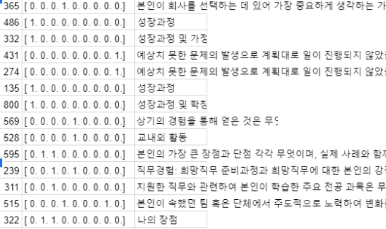 365 [ 0. 0. 0. 1. 0. 0. 0. 0. 0.] 본인이 회사를 선택하는 데 있어 가장 중요하게 생각하는 가
486 [ 1. 0. 0. 0. 0. 0. 0. 0. 0.] 성장과정
332 [ 1. 0. 0. 0. 0. 0. 0. 0. 0.] 성장과정 및 가정
431 [ 0. 0. 0. 0. 0. 0. 0. 0. 1.] 예상치 못한 문제의 발생으로 계획대로 일이 진행되지 않았
274 [ 0. 0. 0. 0. 0. 0. 0. 0. 1.] 예상치 못한 문제의 발생으로 계획대로 일이 진행되지 않았
135 [ 1. 0. 0. 0. 0. 0. 0. 0. 0.] 성장과정
800 [ 1. 0. 0. 0. 0. 0. 0. 0. 0.] 성장과정 및 학창
569 [ 0. 0. 0. 0. 1. 0. 0. 0. 0.] 상기의 경험을 통해 얻은 것은 무엇
528 [ 0. 0. 0. 0. 1. 0. 0. 0. 0.] 교내외 활동
595 [ 0. 1. 1. 0. 0. 0. 0. 0. 0.] 본인의 가장 큰 장점과 단점 각각 무엇이며, 실제 사례와 함께
239 [ 0. 0. 0. 1. 0. 1. 0. 0. 0.] 직무경험: 희망직무 준비과정과 희망직무에 대한 본인의 강점
311 [ 0. 0. 0. 0. 0. 1. 0. 0. 0.] 지원한 직무와 관련하여 본인이 학습한 주요 전공 과목은 무
515 [ 0. 0. 0. 0. 1. 0. 0. 0. 0.] 본인이 속했던 팀 혹은 단체에서 주도적으로 노력하여 변화를
322 [ 0. 1. 1. 0. 0. 0. 0. 0. 0.] 나의 장점